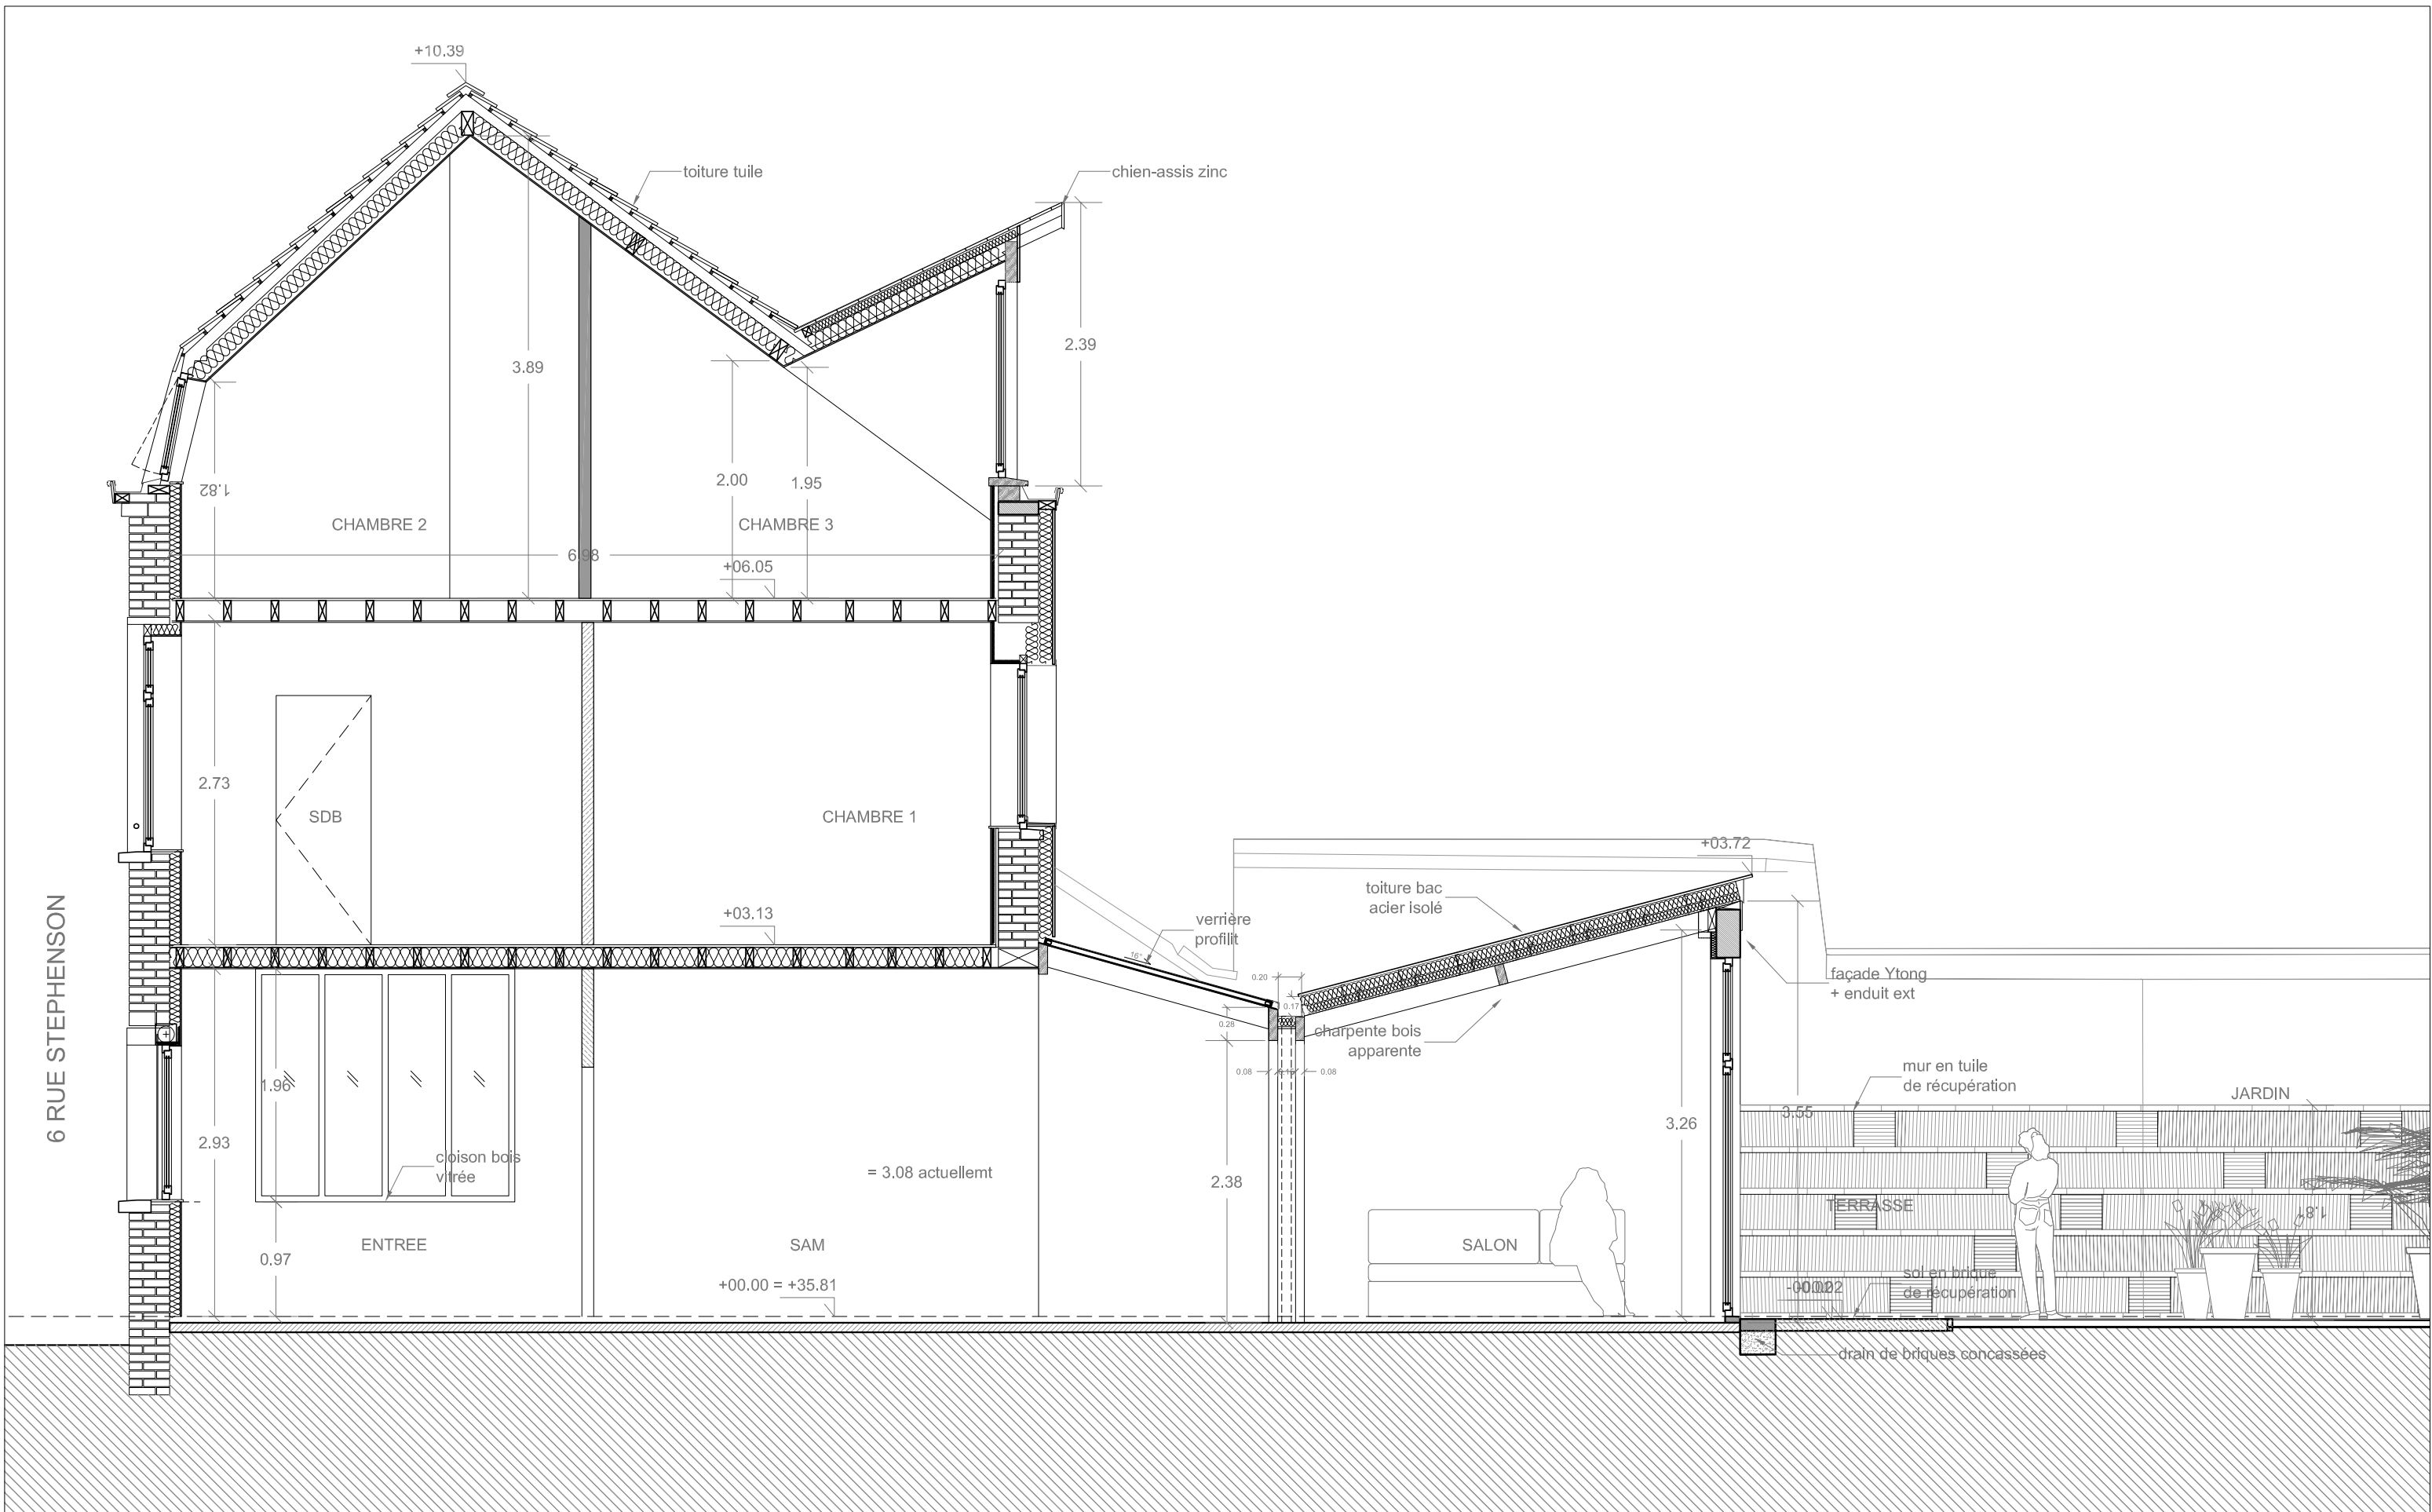 +10.39
toiture tuile
chien-assis zinc
2.39
3.89
2.00
1.95
1.82
CHAMBRE 2
CHAMBRE 3
6.98
+06.05
2.73
SDB
CHAMBRE 1
+03.72
toiture bac
acier isolé
+03.13
verrière
profilit
16°
façade Ytong
+ enduit ext
0.20
0.17
0.28
charpente bois
apparente
0.08
0.08
mur en tuile
de récupération
JARDIN
1.96
3.55
3.26
2.93
cloison bois
vitrée
= 3.08 actuellemt
2.38
TERRASSE
1.81
6 RUE STEPHENSON
ENTREE
SAM
SALON
0.97
+00.00 = +35.81
sol en brique
de récupération
drain de briques concassées